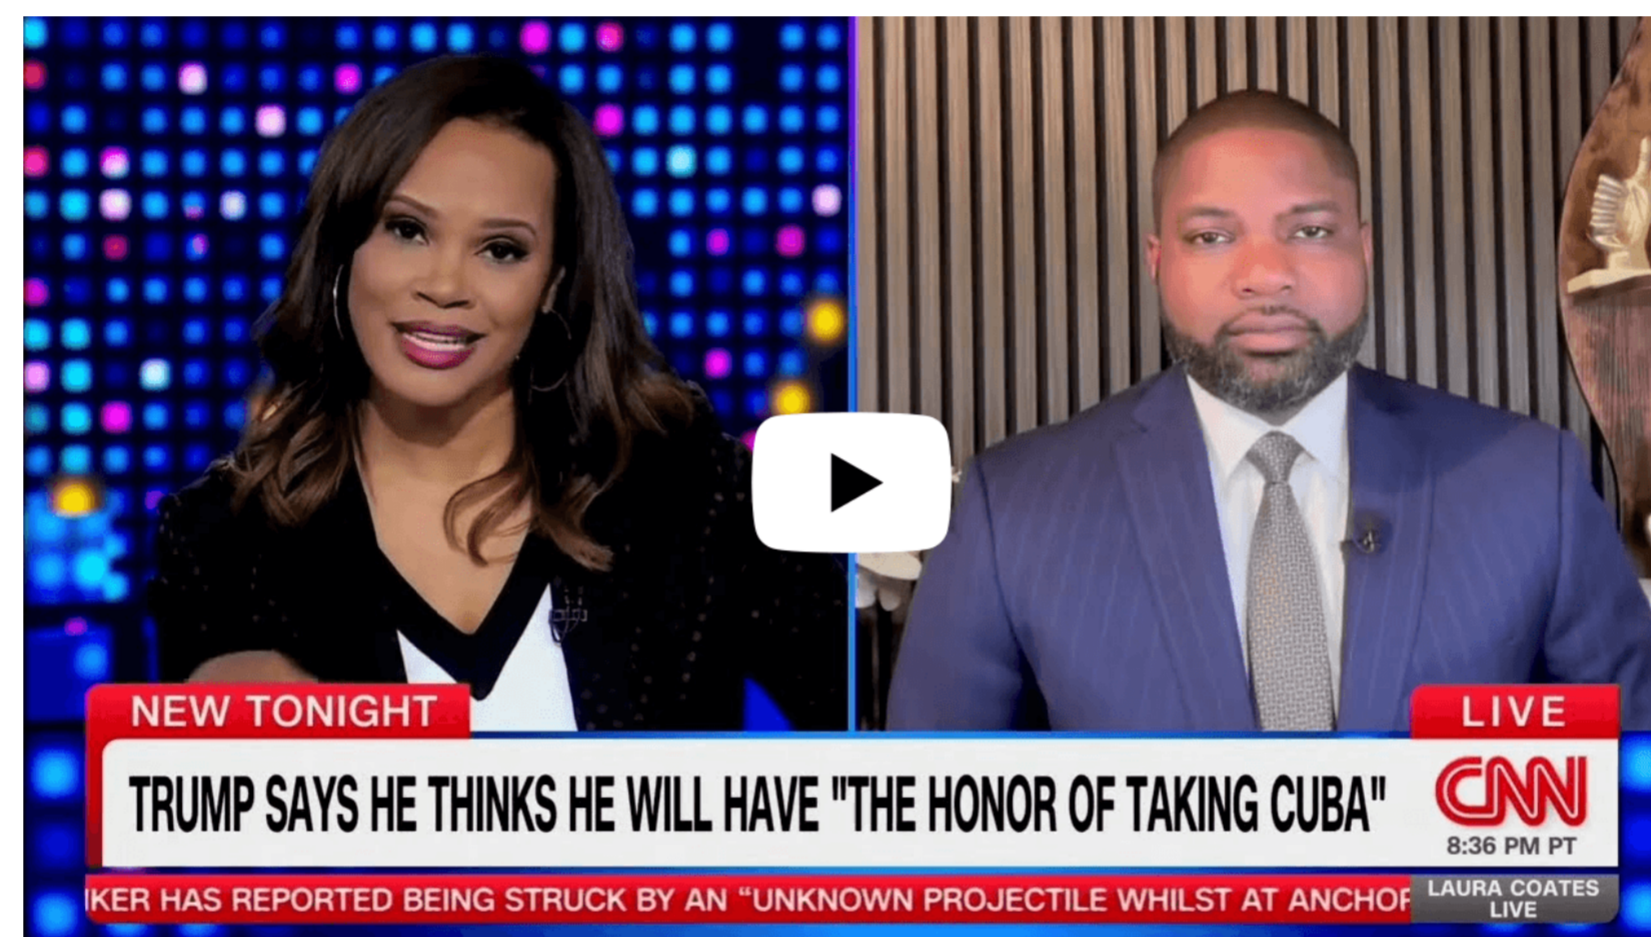 NEW TONIGHT
LIVE
TRUMP SAYS HE THINKS HE WILL HAVE "THE HONOR OF TAKING CUBA"
CNN
8:36 PM PT
HAS REPORTED BEING STRUCK BY AN “UNKNOWN PROJECTILE WHILST AT
LAURA COATES
LIVE